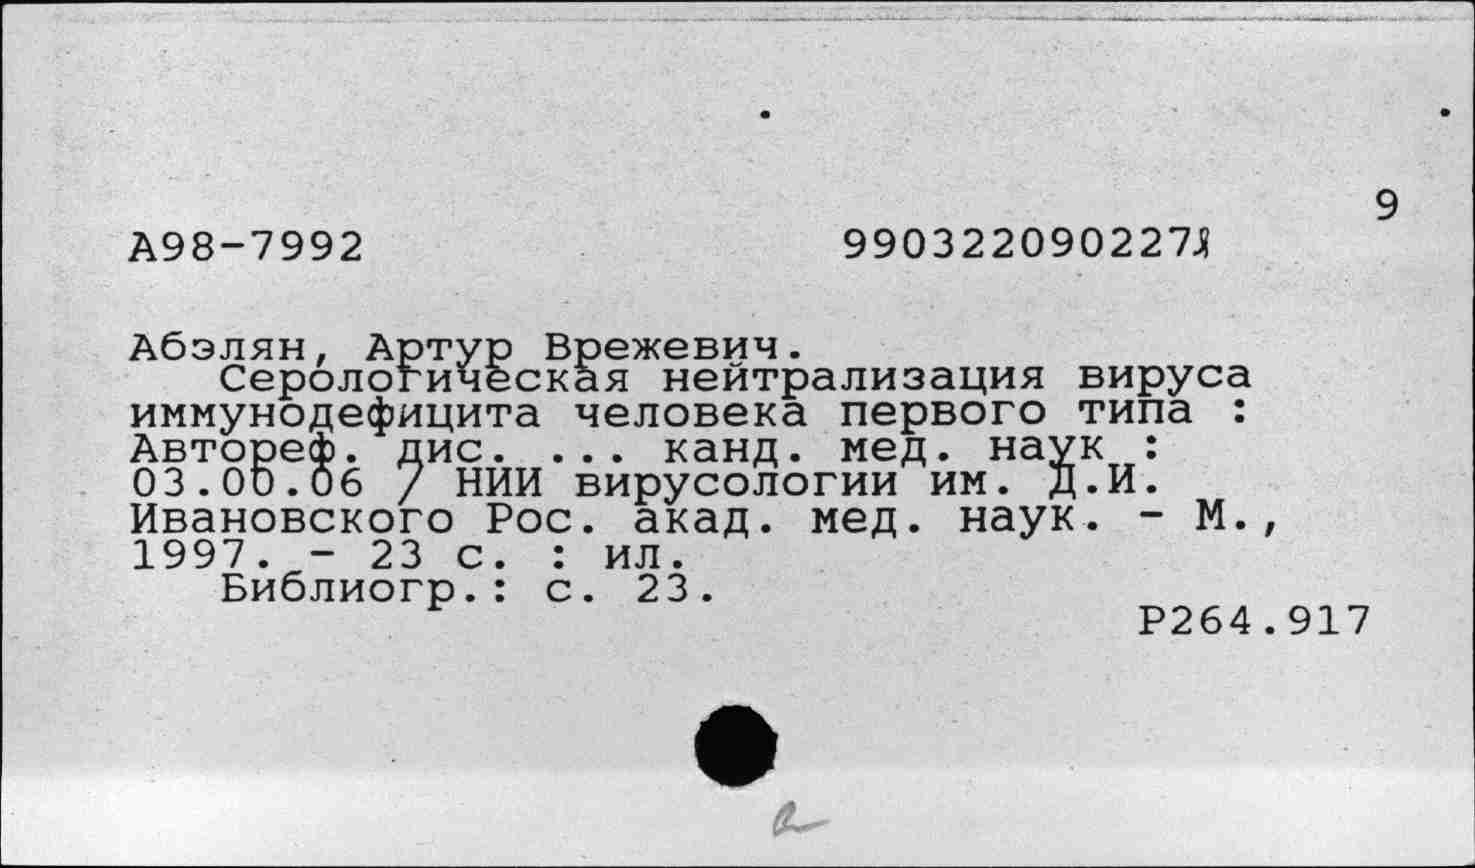 9
А98-7992 990322090227
Абэлян, Артур Врежевич.
Серологическая нейтрализация вируса
иммунодефицита человека первого типа :
Автореф. дис. ... канд. мед. наук :
03.00.06 / НИИ вирусологии им. Д.И.
Ивановского Рос. акад. мед. наук. - М.,
1997. - 23 с. : ил.
Библиогр.: с. 23.
Р264.917